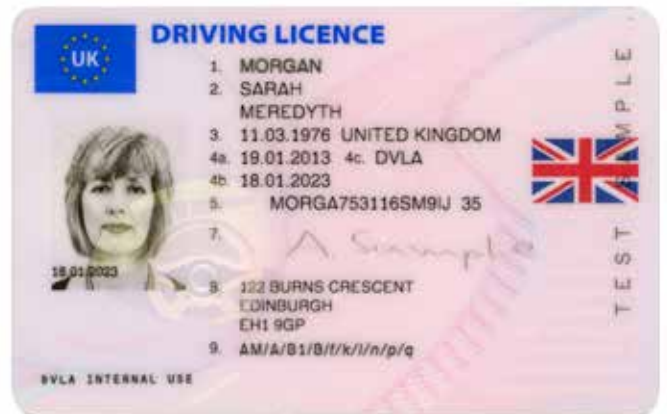 UK
DRIVING LICENCE
1. MORGAN
2. SARAH
MEREDYTH
3. 11.03.1976 UNITED KINGDOM
4a. 19.01.2013 4c. DVLA
4b. 18.01.2023
5. MORGA753116SM9IJ 35
7. A Sample
18.01.2023
8. 122 BURNS CRESCENT
EDINBURGH
EH1 9GP
9. AM/A/B1/B/f/k/l/n/p/q
DVLA INTERNAL USE
TEST SAMPLE